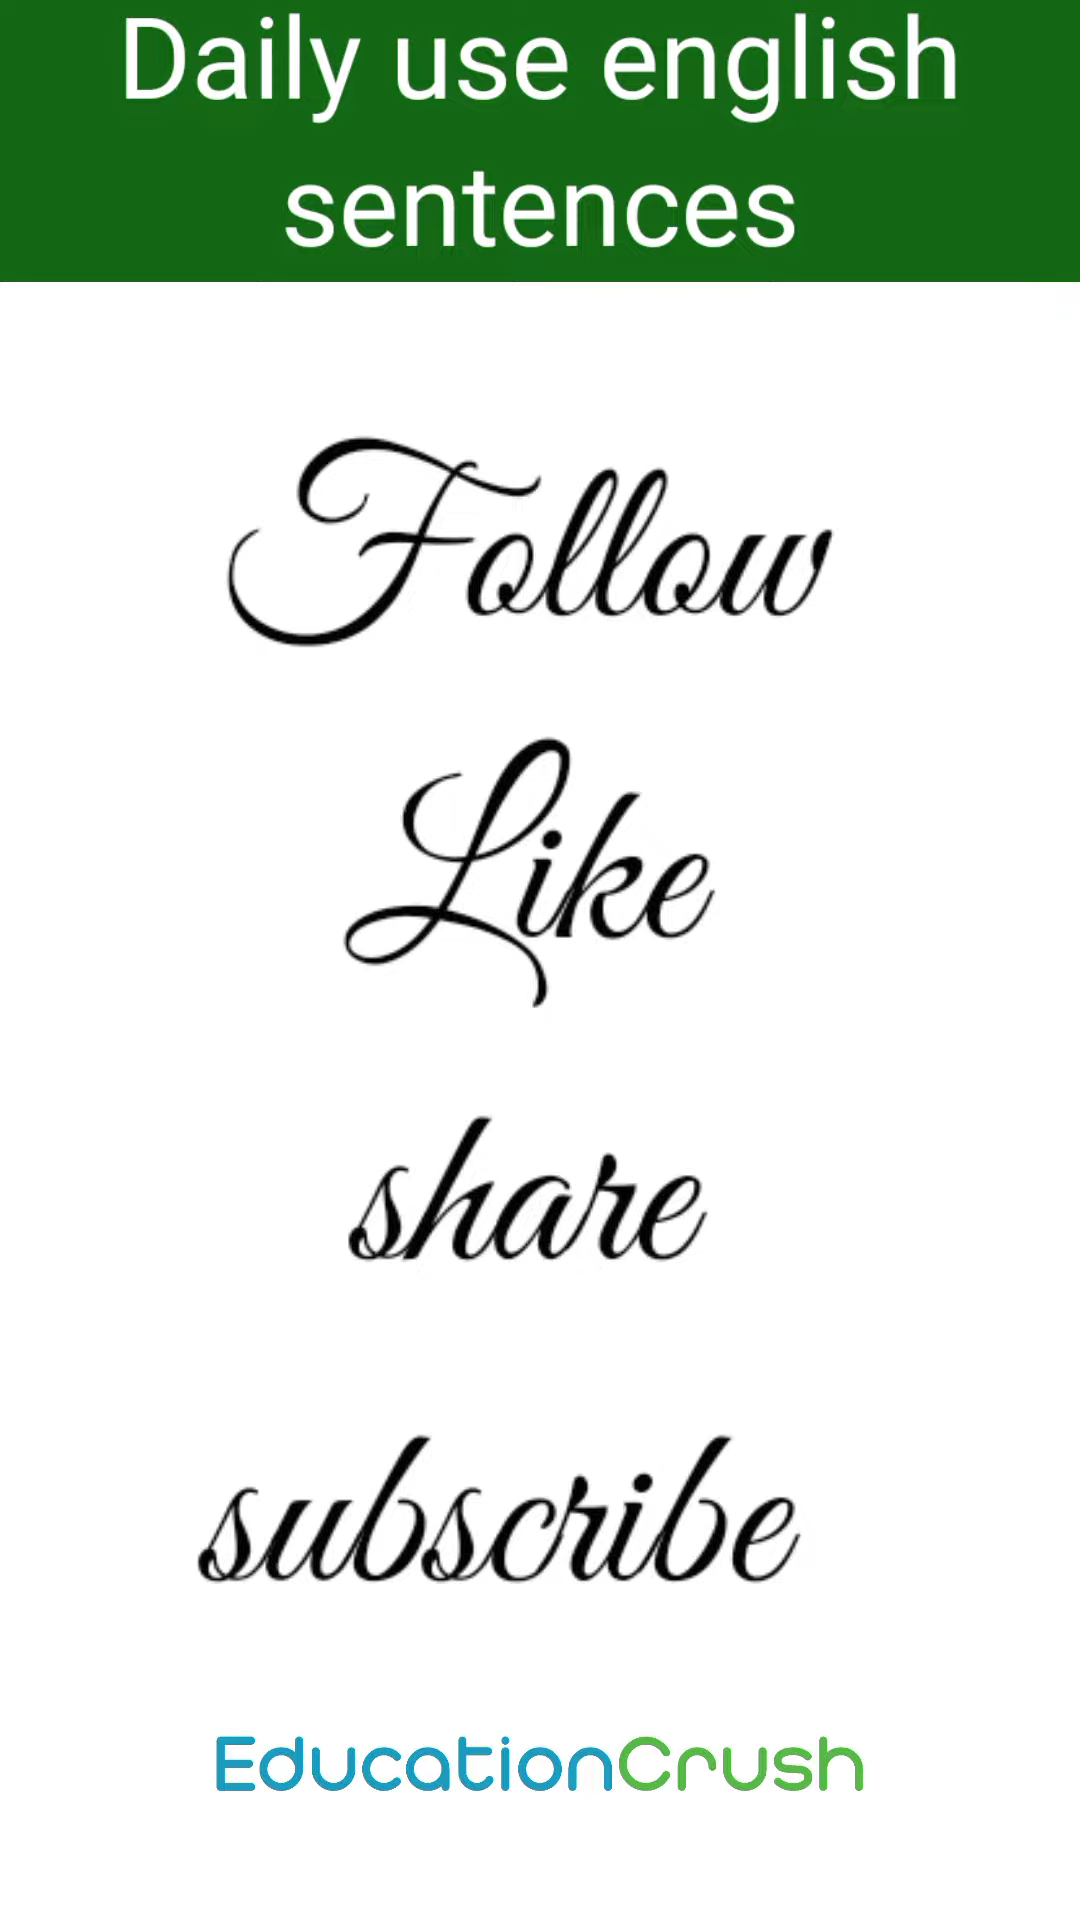 Daily use english
sentences
Follow
Like
share
subscribe
EducationCrush